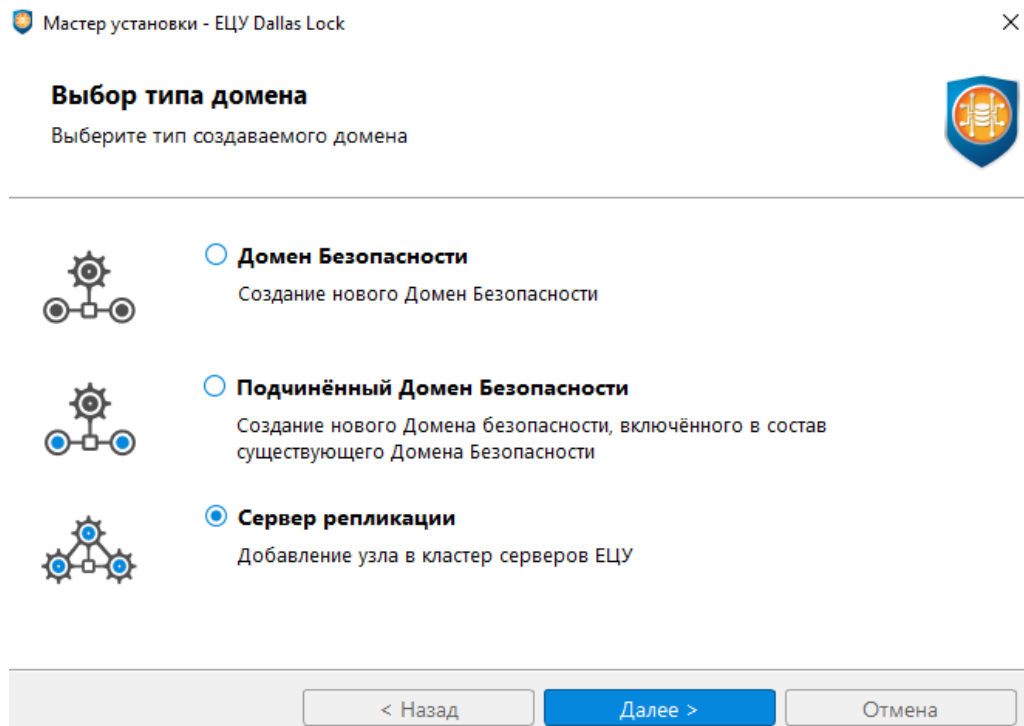 Мастер установки - ЕЦУ Dallas Lock
Выбор типа домена
Выберите тип создаваемого домена
Домен Безопасности
Создание нового Домен Безопасности
Подчинённый Домен Безопасности
Создание нового Домена безопасности, включённого в состав
существующего Домена Безопасности
Сервер репликации
Добавление узла в кластер серверов ЕЦУ
< Назад
Далее >
Отмена